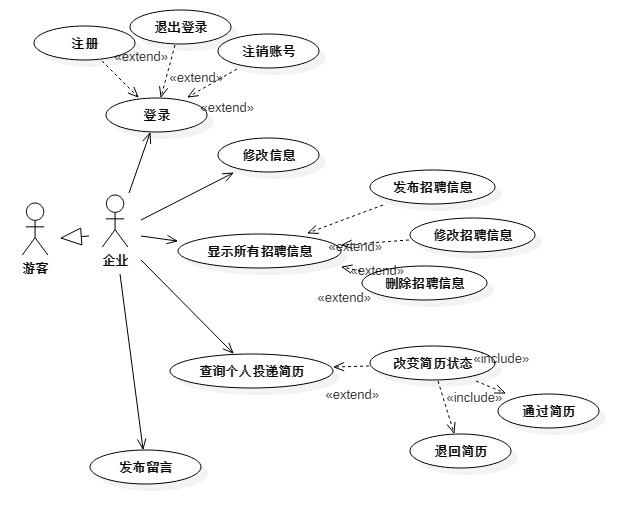 退出登录
注册
注销账号
«extend»
«extend»
«extend»
登录
修改信息
发布招聘信息
修改招聘信息
显示所有招聘信息
«extend»
«extend»
删除招聘信息
«extend»
游客
企业
查询个人投递简历
改变简历状态
«include»
«extend»
«include»
通过简历
退回简历
发布留言